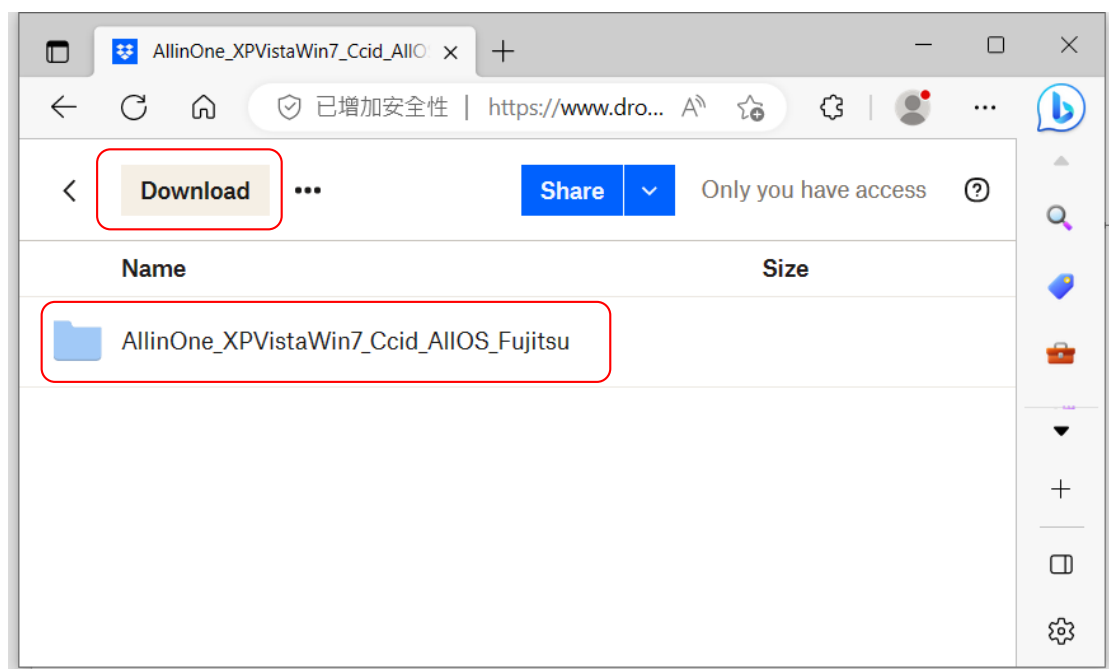 AllinOne_XPVistaWin7_Ccid_AllO
已增加安全性 | https://www.dro...
Download Share Only you have access
Name Size
AllinOne_XPVistaWin7_Ccid_AllOS_Fujitsu